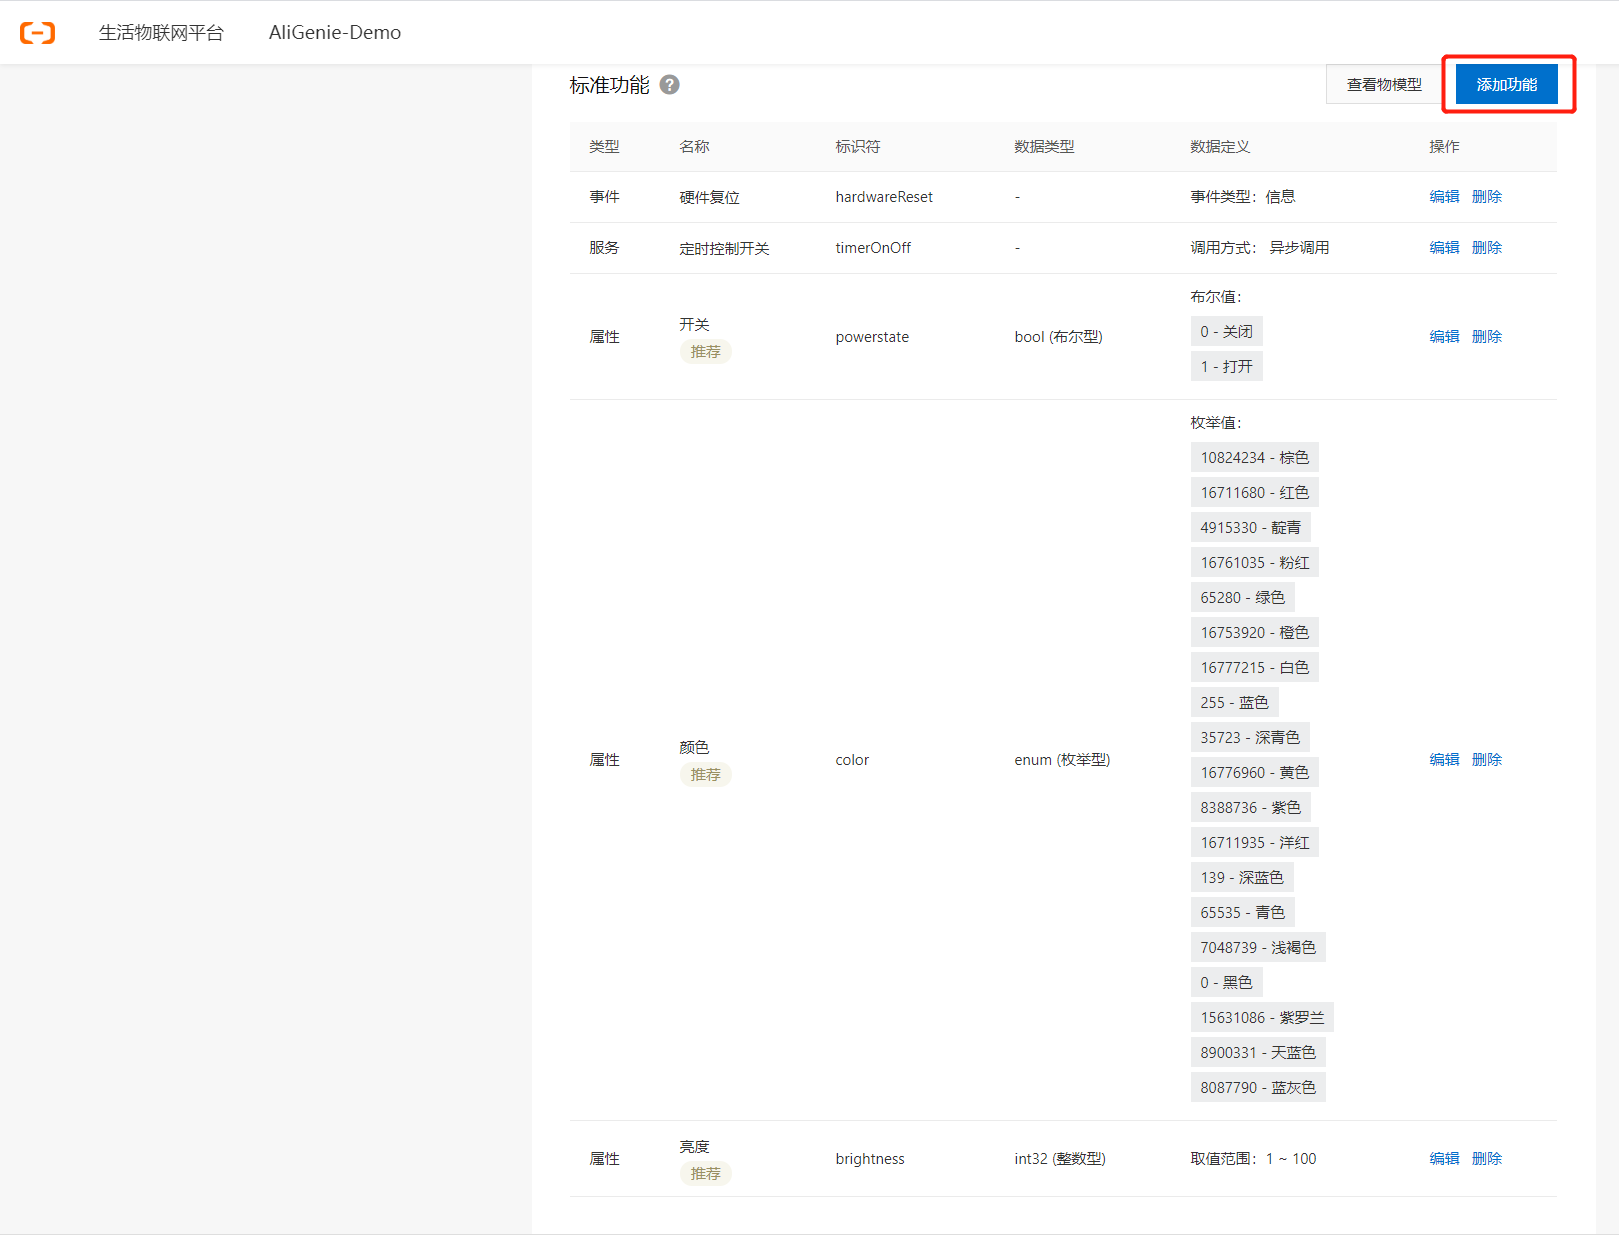 生活物联网平台 AliGenie-Demo
标准功能 ? 查看物模型 添加功能
类型 名称 标识符 数据类型 数据定义 操作
事件 硬件复位 hardwareReset - 事件类型：信息 编辑 删除
服务 定时控制开关 timerOnOff - 调用方式： 异步调用 编辑 删除
布尔值：
开关
0 - 关闭
属性 powerstate bool (布尔型) 编辑 删除
推荐
1 - 打开
枚举值：
10824234 - 棕色
16711680 - 红色
4915330 - 靛青
16761035 - 粉红
65280 - 绿色
16753920 - 橙色
16777215 - 白色
255 - 蓝色
35723 - 深青色
颜色
属性 color enum (枚举型) 编辑 删除
16776960 - 黄色
推荐
8388736 - 紫色
16711935 - 洋红
139 - 深蓝色
65535 - 青色
7048739 - 浅褐色
0 - 黑色
15631086 - 紫罗兰
8900331 - 天蓝色
8087790 - 蓝灰色
亮度
属性 brightness int32 (整数型) 取值范围：1 ~ 100 编辑 删除
推荐